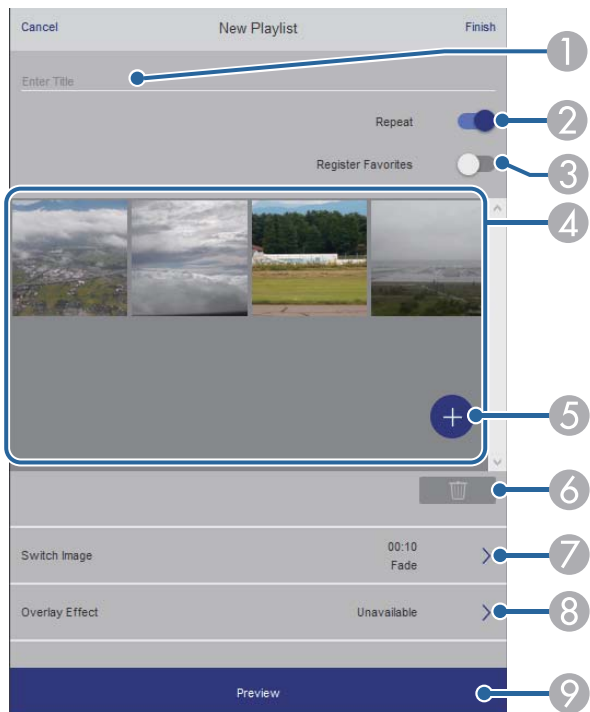 Cancel New Playlist Finish
1
Enter Title
Repeat 2
Register Favorites 3
4
+ 5
6
Switch Image 00:10 Fade 7
Overlay Effect Unavailable 8
Preview 9